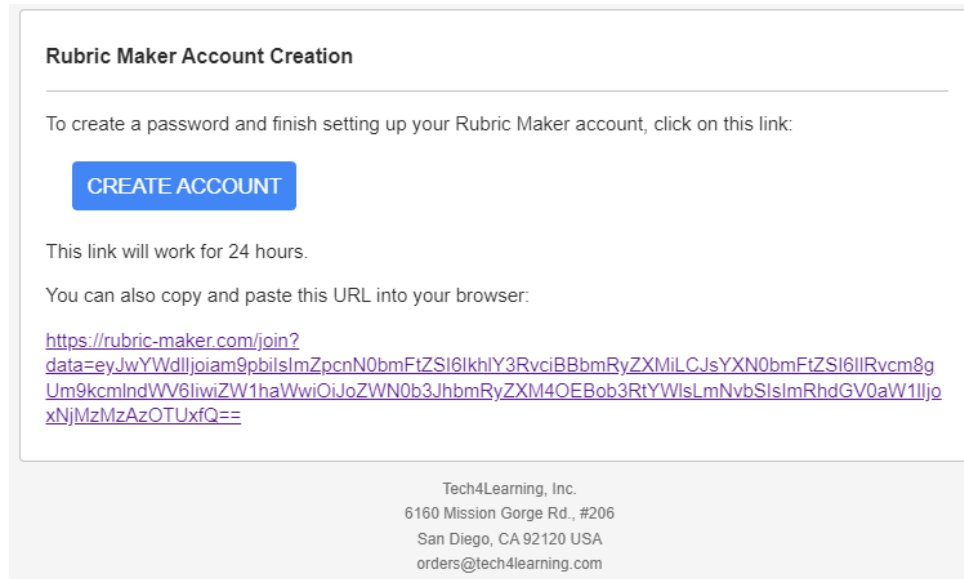 Rubric Maker Account Creation
To create a password and finish setting up your Rubric Maker account, click on this link:
CREATE ACCOUNT
This link will work for 24 hours.
You can also copy and paste this URL into your browser:
https://rubric-maker.com/join?
data=eyJwYWdlIjoiam9pbiIsImZpcnN0bmFtZSI6IkhlY3RvciBBbmRyZXMiLCJsYXN0bmFtZSI6IlRvcm8g
Um9kcmlndWV6IiwiZW1haWwiOiJoZWN0b3JhbmRyZXM4OEBob3RtYWlsLmNvbSIsImRhdGV0aW1lIjo
xNjMzMzAzOTUxfQ==
Tech4Learning, Inc.
6160 Mission Gorge Rd., #206
San Diego, CA 92120 USA
orders@tech4learning.com